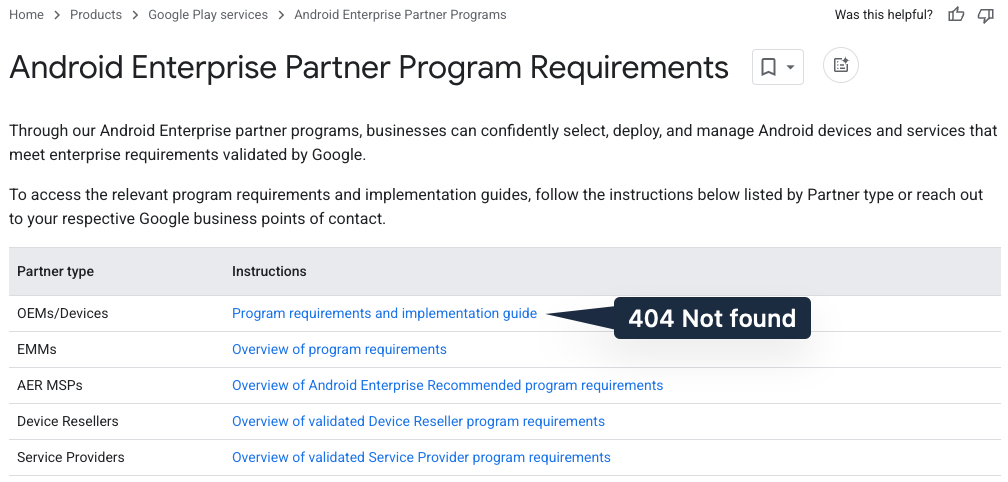 Home > Products > Google Play services > Android Enterprise Partner Programs
Was this helpful?
Android Enterprise Partner Program Requirements
Through our Android Enterprise partner programs, businesses can confidently select, deploy, and manage Android devices and services that
meet enterprise requirements validated by Google.
To access the relevant program requirements and implementation guides, follow the instructions below listed by Partner type or reach out
to your respective Google business points of contact.
Partner type Instructions
OEMs/Devices Program requirements and implementation guide 404 Not found
EMMs Overview of program requirements
AER MSPs Overview of Android Enterprise Recommended program requirements
Device Resellers Overview of validated Device Reseller program requirements
Service Providers Overview of validated Service Provider program requirements